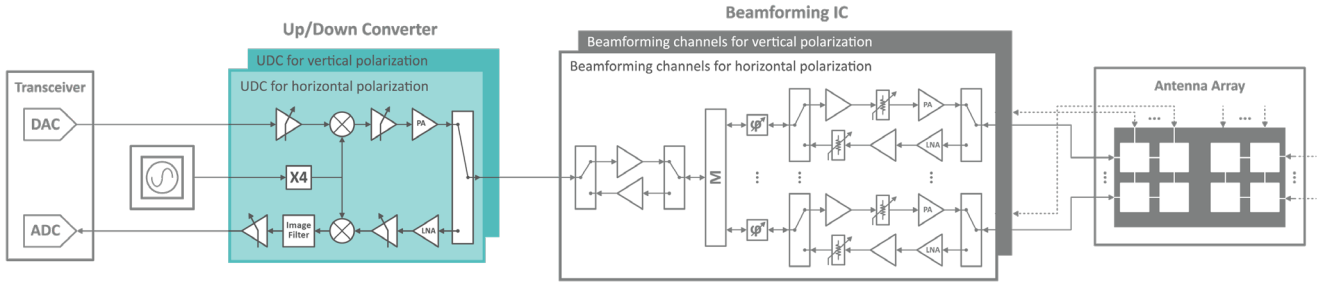 Beamforming IC
Up/Down Converter
Beamforming channels for vertical polarization
UDC for vertical polarization
Beamforming channels for horizontal polarization
Transceiver
UDC for horizontal polarization
Antenna Array
DAC
PA
PA
φ
LNA
X4
M
ADC
Image
Filter
LNA
PA
φ
LNA